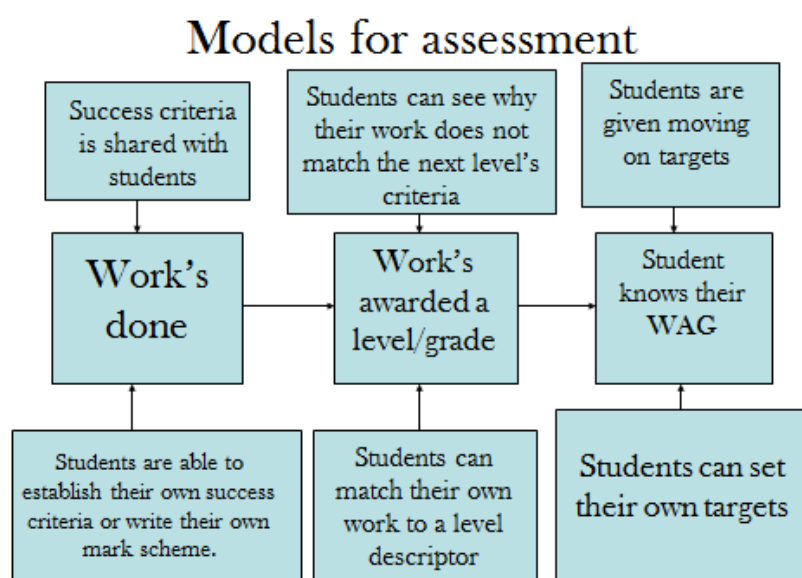 Models for assessment
Success criteria
is shared with
students
Students can see why
their work does not
match the next level's
criteria
Students are
given moving
on targets
Work's
done
Work's
awarded a
level/grade
Student
knows their
WAG
Students are able to
establish their own success
criteria or write their own
mark scheme.
Students can
match their own
work to a level
descriptor
Students can set
their own targets